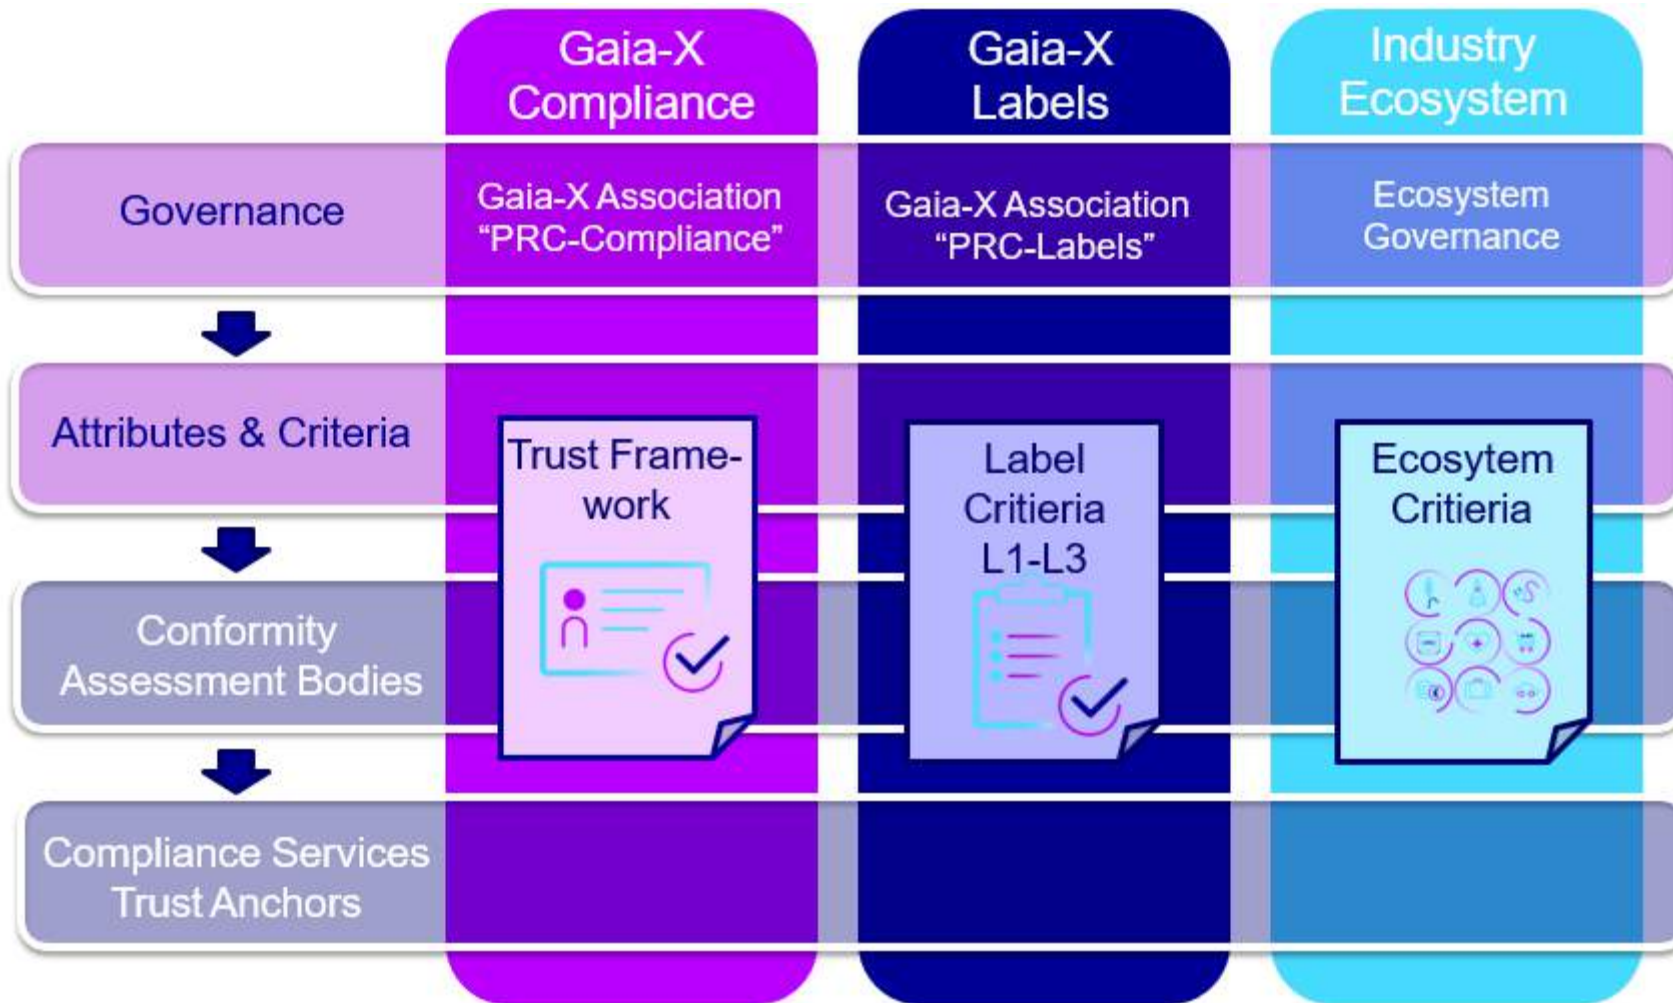 Gaia-X
Compliance
Gaia-X
Labels
Industry
Ecosystem
Governance
Gaia-X Association
“PRC-Compliance”
Gaia-X Association
“PRC-Labels”
Ecosystem
Governance
Attributes & Criteria
Trust Frame-
work
Label
Critieria
L1-L3
Ecosytem
Critieria
Conformity
Assessment Bodies
Compliance Services
Trust Anchors